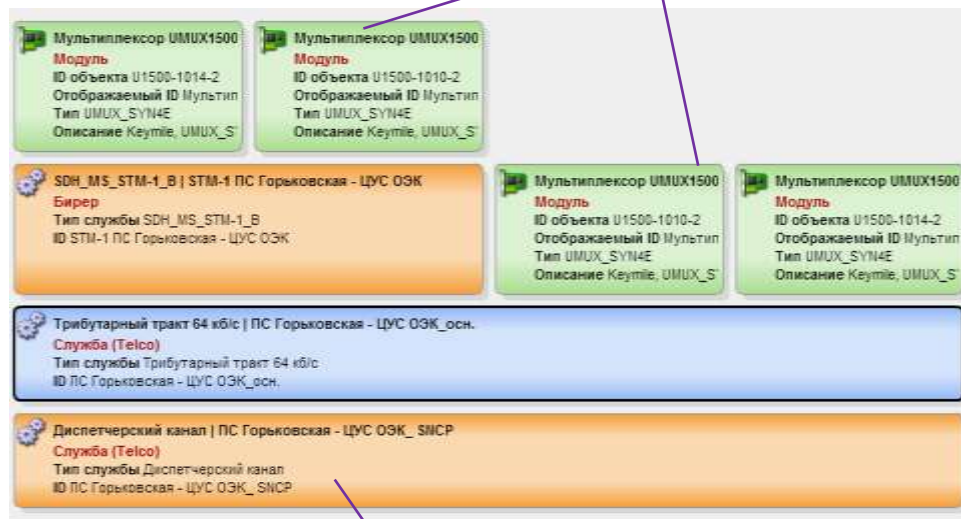 Мультиплексор UMUX1500
Модуль
ID объекта U1500-1014-2
Отображаемый ID Мультип
Тип UMUX_SYN4E
Описание Keymile, UMUX_S
Мультиплексор UMUX1500
Модуль
ID объекта U1500-1010-2
Отображаемый ID Мультип
Тип UMUX_SYN4E
Описание Keymile, UMUX_S
SDH_MS_STM-1_B | STM-1 ПС Горьковская - ЦУС ОЭК
Бирер
Тип службы SDH_MS_STM-1_B
ID STM-1 ПС Горьковская - ЦУС ОЭК
Мультиплексор UMUX1500
Модуль
ID объекта U1500-1010-2
Отображаемый ID Мультип
Тип UMUX_SYN4E
Описание Keymile, UMUX_S
Мультиплексор UMUX1500
Модуль
ID объекта U1500-1014-2
Отображаемый ID Мультип
Тип UMUX_SYN4E
Описание Keymile, UMUX_S
Трибутарный тракт 64 кб/с | ПС Горьковская - ЦУС ОЭК_осн.
Служба (Telco)
Тип службы Трибутарный тракт 64 кб/с
ID ПС Горьковская - ЦУС ОЭК_осн.
Диспетчерский канал | ПС Горьковская - ЦУС ОЭК_ SNCP
Служба (Telco)
Тип службы Диспетчерский канал
ID ПС Горьковская - ЦУС ОЭК_ SNCP